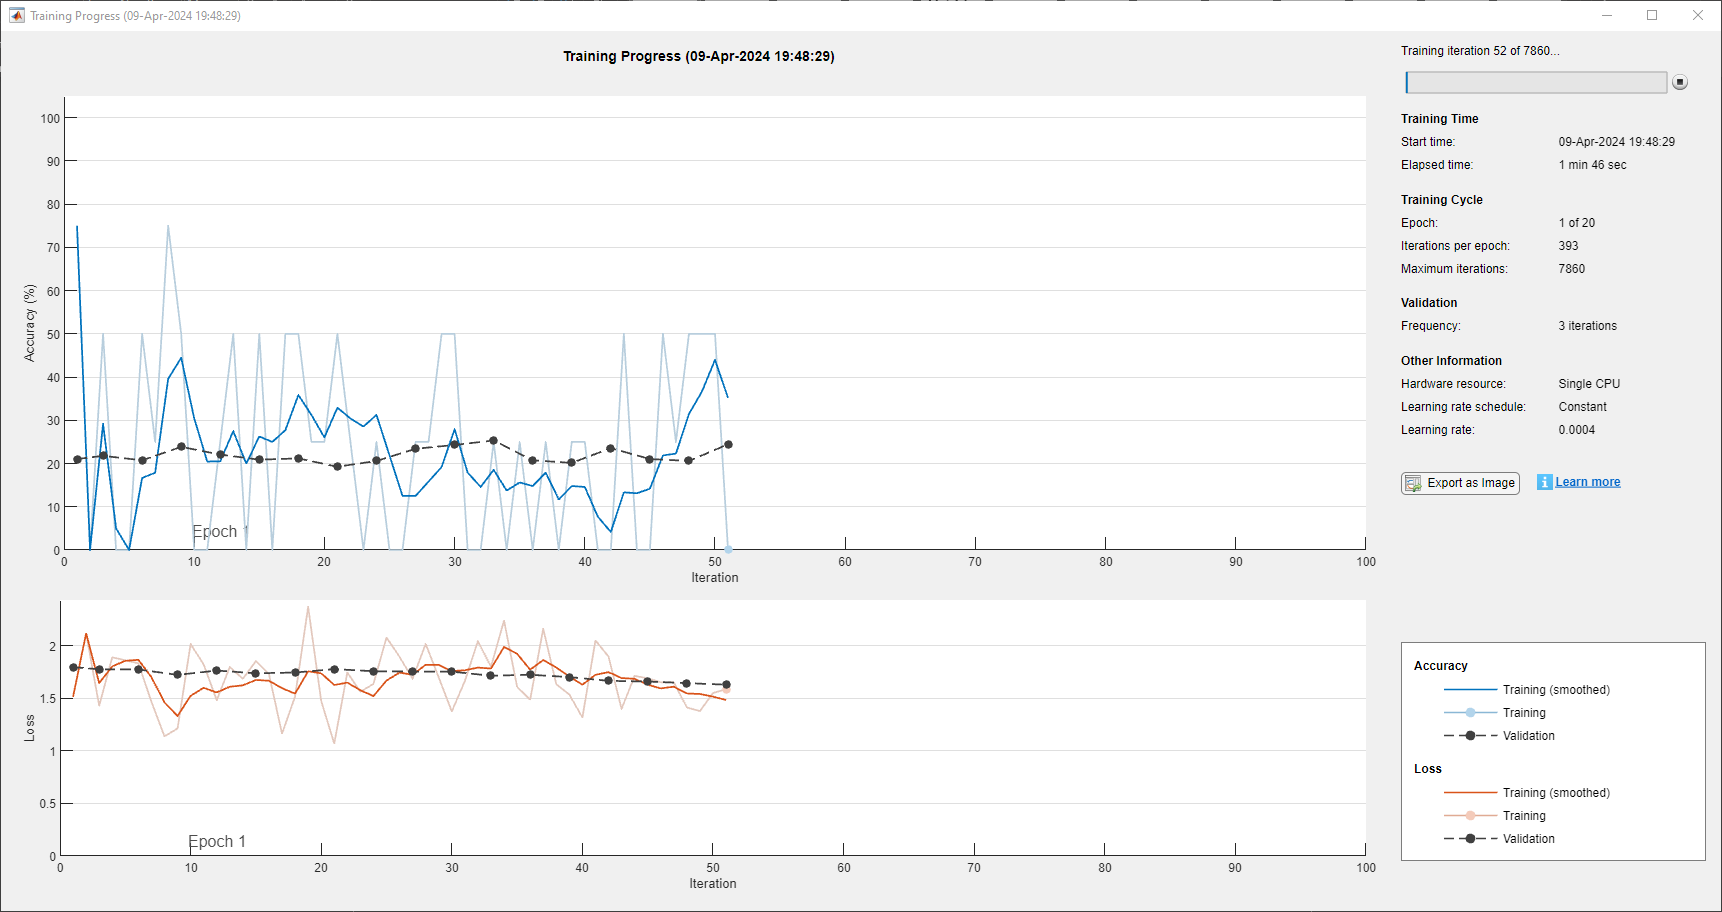 Training Progress (09-Apr-2024 19:48:29)
Training Progress (09-Apr-2024 19:48:29)
100
90
80
70
60
50
40
30
20
10
0
Accuracy (%)
Epoch 1
0 10 20 30 40 50 60 70 80 90 100
Iteration
2
1.5
1
0.5
0
Loss
Epoch 1
0 10 20 30 40 50 60 70 80 90 100
Iteration
Training iteration 52 of 7860...
Training Time
Start time: 09-Apr-2024 19:48:29
Elapsed time: 1 min 46 sec
Training Cycle
Epoch: 1 of 20
Iterations per epoch: 393
Maximum iterations: 7860
Validation
Frequency: 3 iterations
Other Information
Hardware resource: Single CPU
Learning rate schedule: Constant
Learning rate: 0.0004
Export as Image
i Learn more
Accuracy
Training (smoothed)
Training
Validation
Loss
Training (smoothed)
Training
Validation